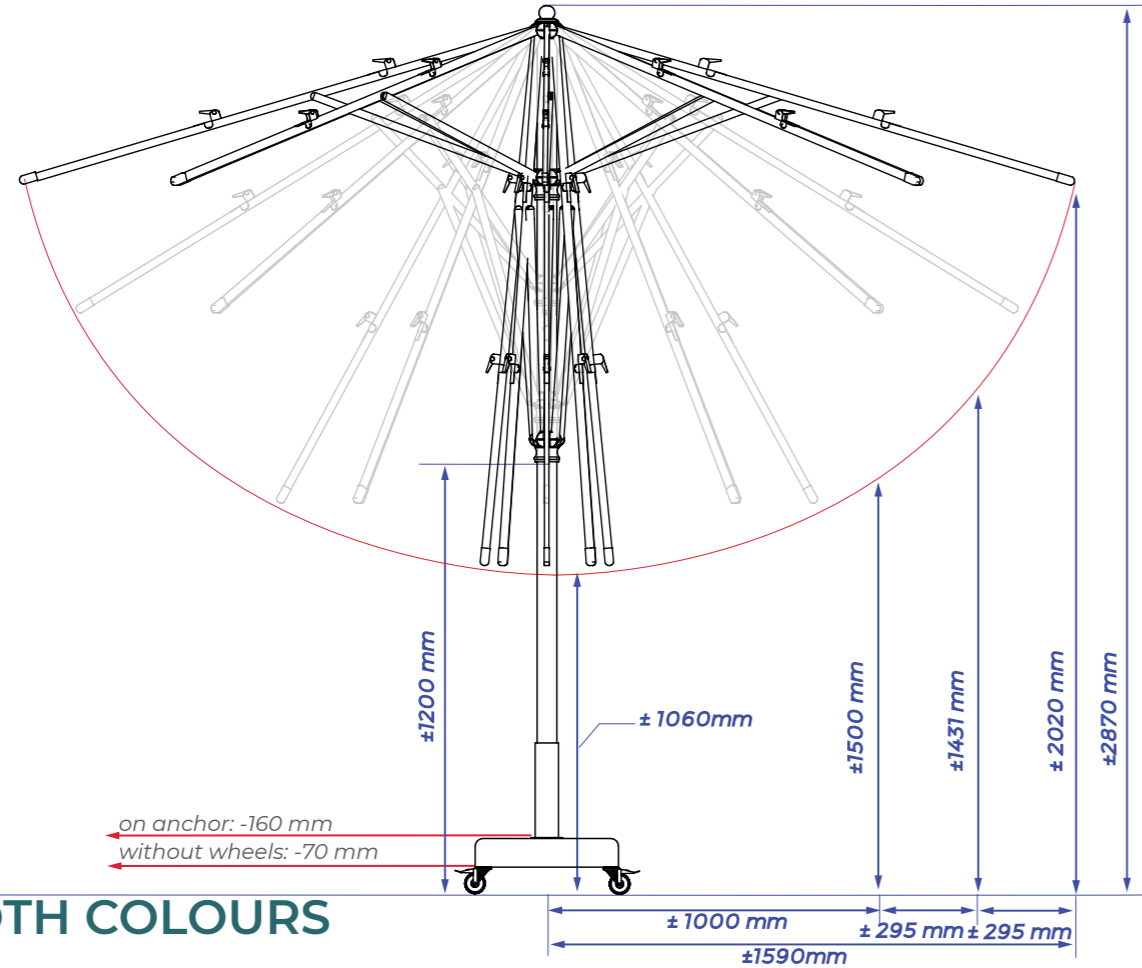 ±1200 mm
± 1060mm
±1500 mm
±1431 mm
± 2020 mm
±2870 mm
on anchor: -160 mm
without wheels: -70 mm
OTH COLOURS
± 1000 mm
± 295 mm
± 295 mm
±1590mm